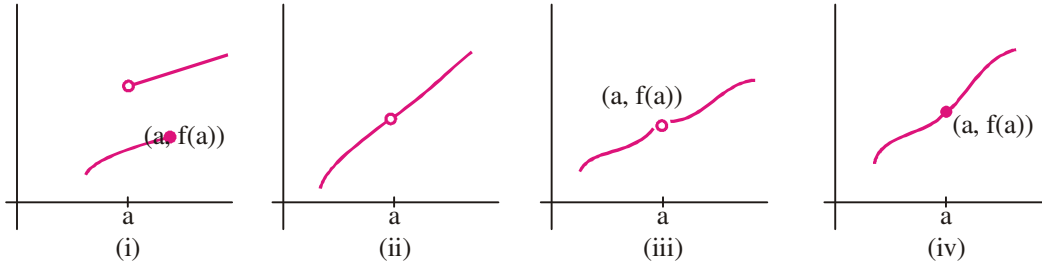 (a, f(a))
a
(i)
a
(ii)
(a, f(a))
a
(iii)
(a, f(a))
a
(iv)